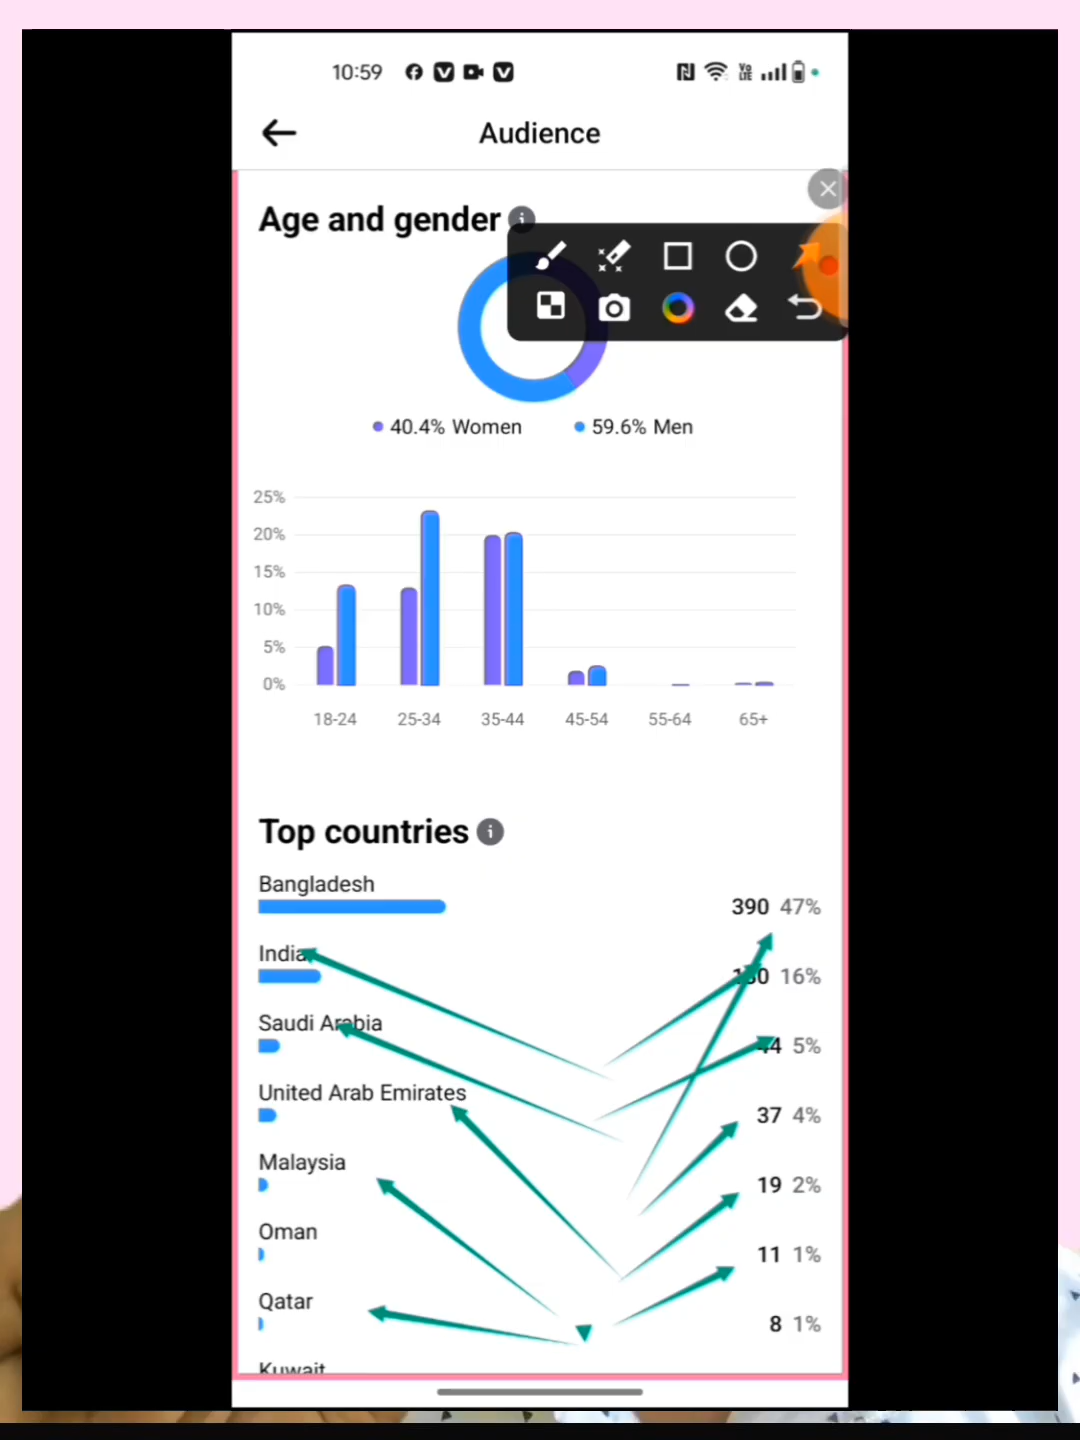 10:59
Audience
Age and gender
40.4% Women 59.6% Men
25%
20%
15%
10%
5%
0%
18-24 25-34 35-44 45-54 55-64 65+
Top countries
Bangladesh
390 47%
India
16%
Saudi Arabia
44 5%
United Arab Emirates
37 4%
Malaysia
19 2%
Oman
11 1%
Qatar
8 1%
Kuwait